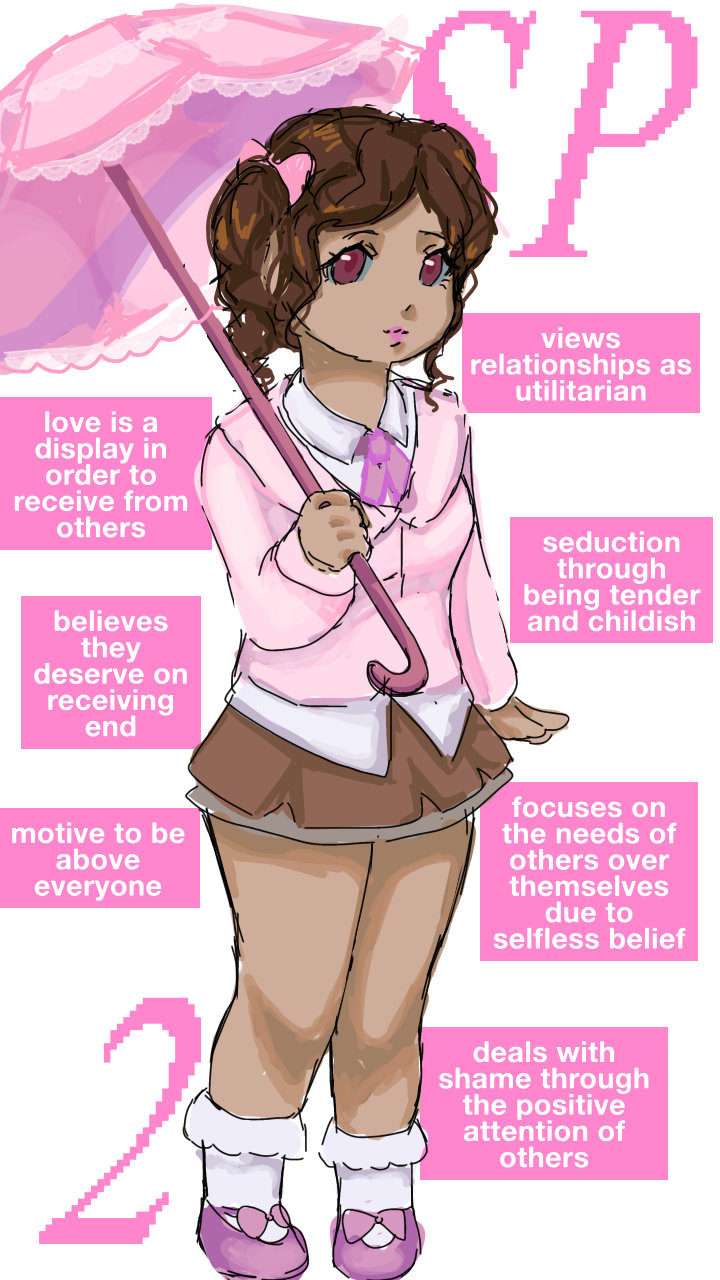 SP
views
relationships as
utilitarian
love is a
display in
order to
receive from
others
seduction
through
being tender
and childish
believes
they
deserve on
receiving
end
focuses on
the needs of
others over
themselves
due to
selfless belief
motive to be
above
everyone
2
deals with
shame through
the positive
attention of
others